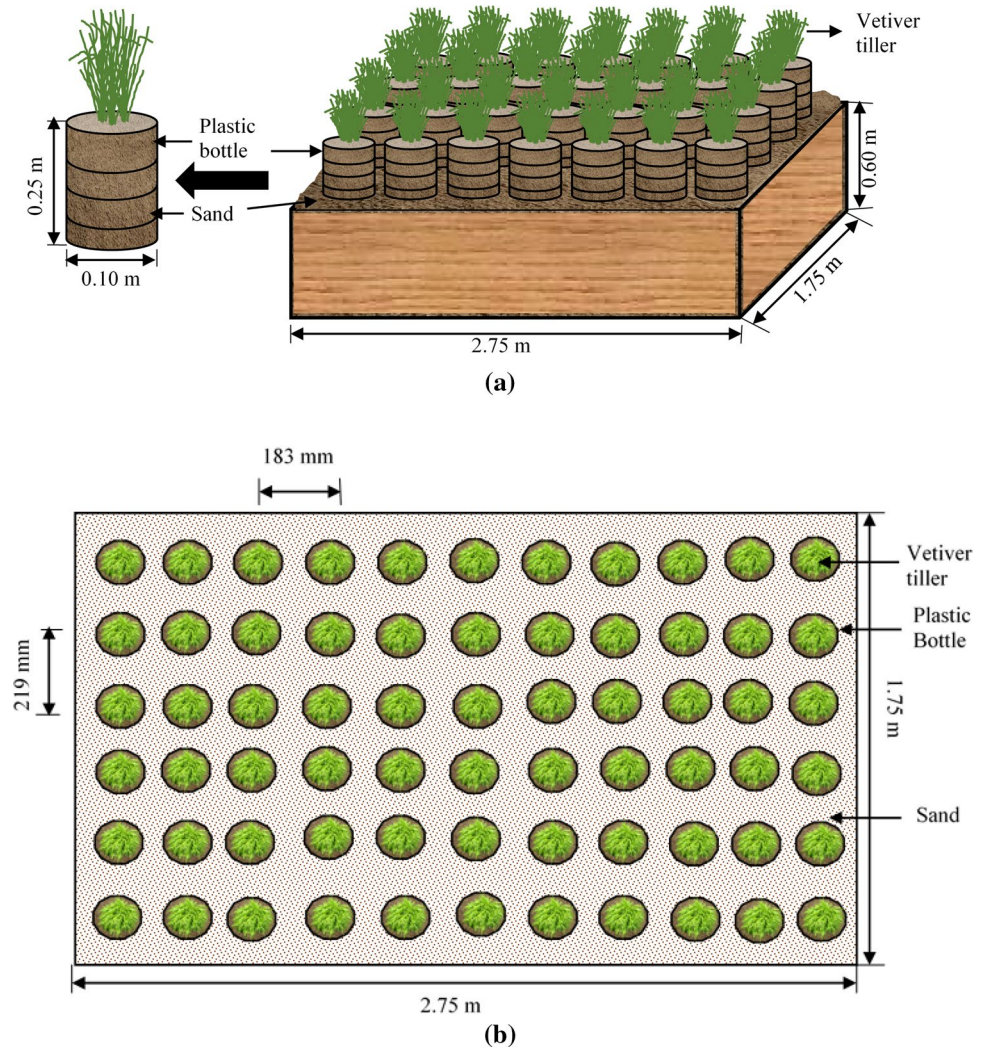 Vetiver
tiller
Plastic
bottle
0.25 m
Sand
0.60 m
0.10 m
1.75 m
2.75 m
(a)
183 mm
Vetiver
tiller
Plastic
Bottle
219 mm
1.75 m
Sand
2.75 m
(b)